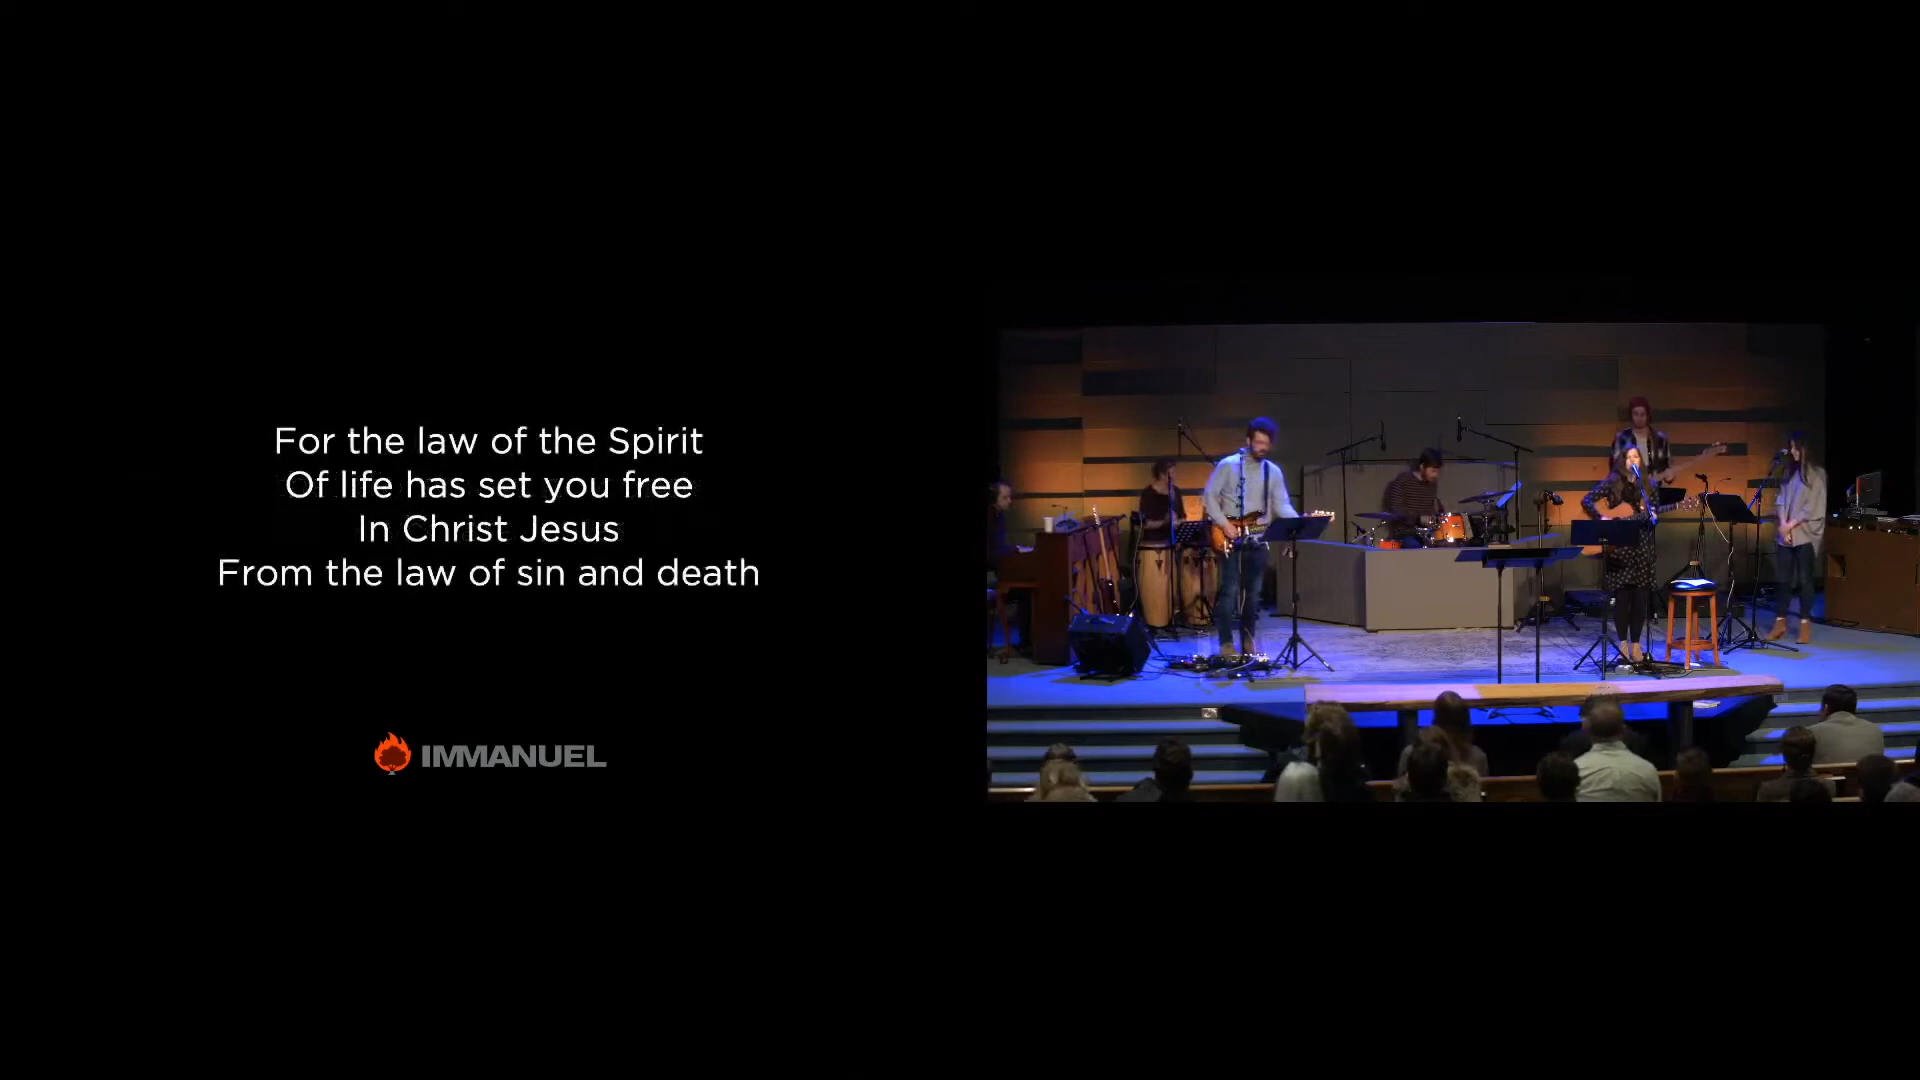 For the law of the Spirit
Of life has set you free
In Christ Jesus
From the law of sin and death
IMMANUEL